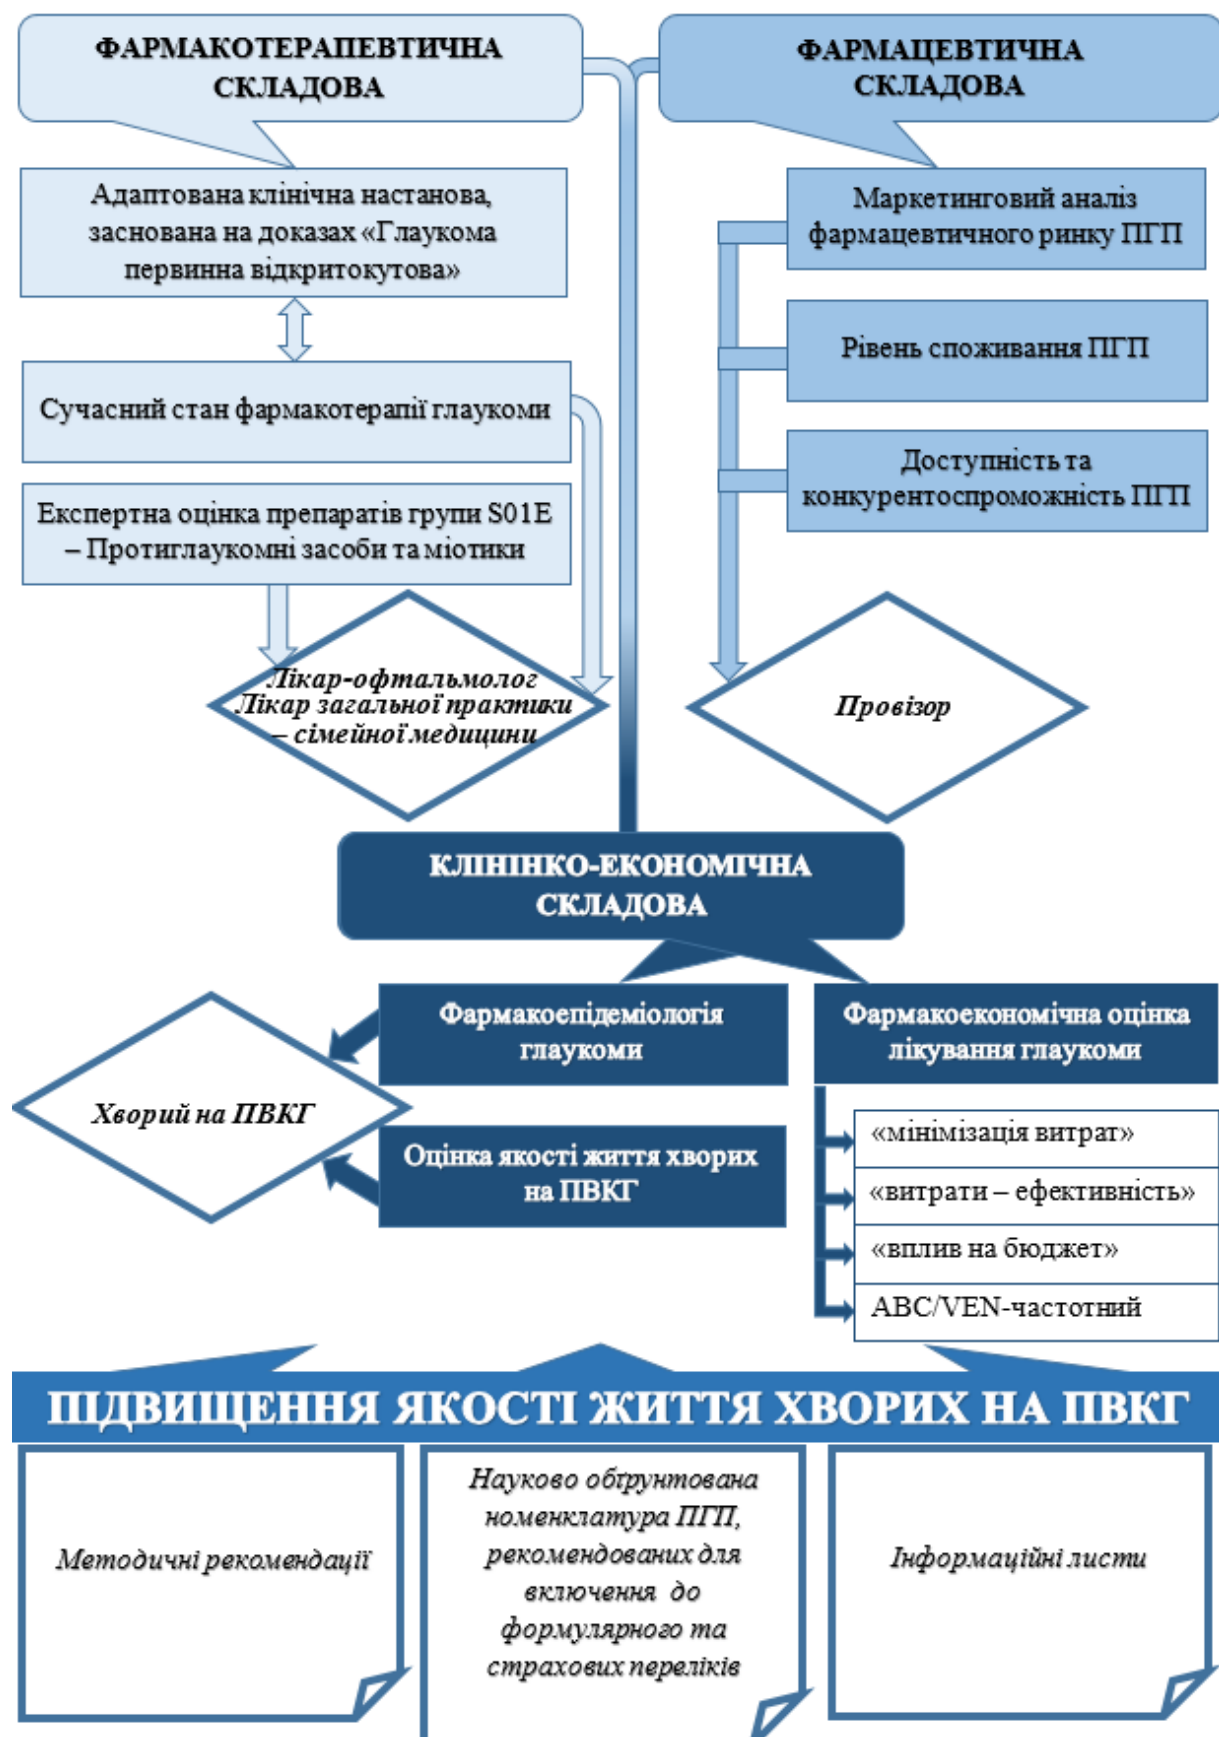 ФАРМАКОТЕРАПЕВТИЧНА
СКЛАДОВА
ФАРМАЦЕВТИЧНА
СКЛАДОВА
Адаптована клінічна настанова,
заснована на доказах «Глаукома
первинна відкритокутова»
Сучасний стан фармакотерапії глаукоми
Експертна оцінка препаратів групи S01E
– Протиглаукомні засоби та міотики
Маркетинговий аналіз
фармацевтичного ринку ПГП
Рівень споживання ПГП
Доступність та
конкурентоспроможність ПГП
Лікар-офтальмолог
Лікар загальної практики
– сімейної медицини
Провізор
КЛІНІНКО-ЕКОНОМІЧНА
СКЛАДОВА
Фармакоепідеміологія
глаукоми
Оцінка якості життя хворих
на ПВКГ
Хворий на ПВКГ
Фармакоекономічна оцінка
лікування глаукоми
«мінімізація витрат»
«витрати – ефективність»
«вплив на бюджет»
ABC/VEN-частотний
ПІДВИЩЕННЯ ЯКОСТІ ЖИТТЯ ХВОРИХ НА ПВКГ
Методичні рекомендації
Науково обґрунтована
номенклатура ПГП,
рекомендованих для
включення до
формулярного та
страхових переліків
Інформаційні листи